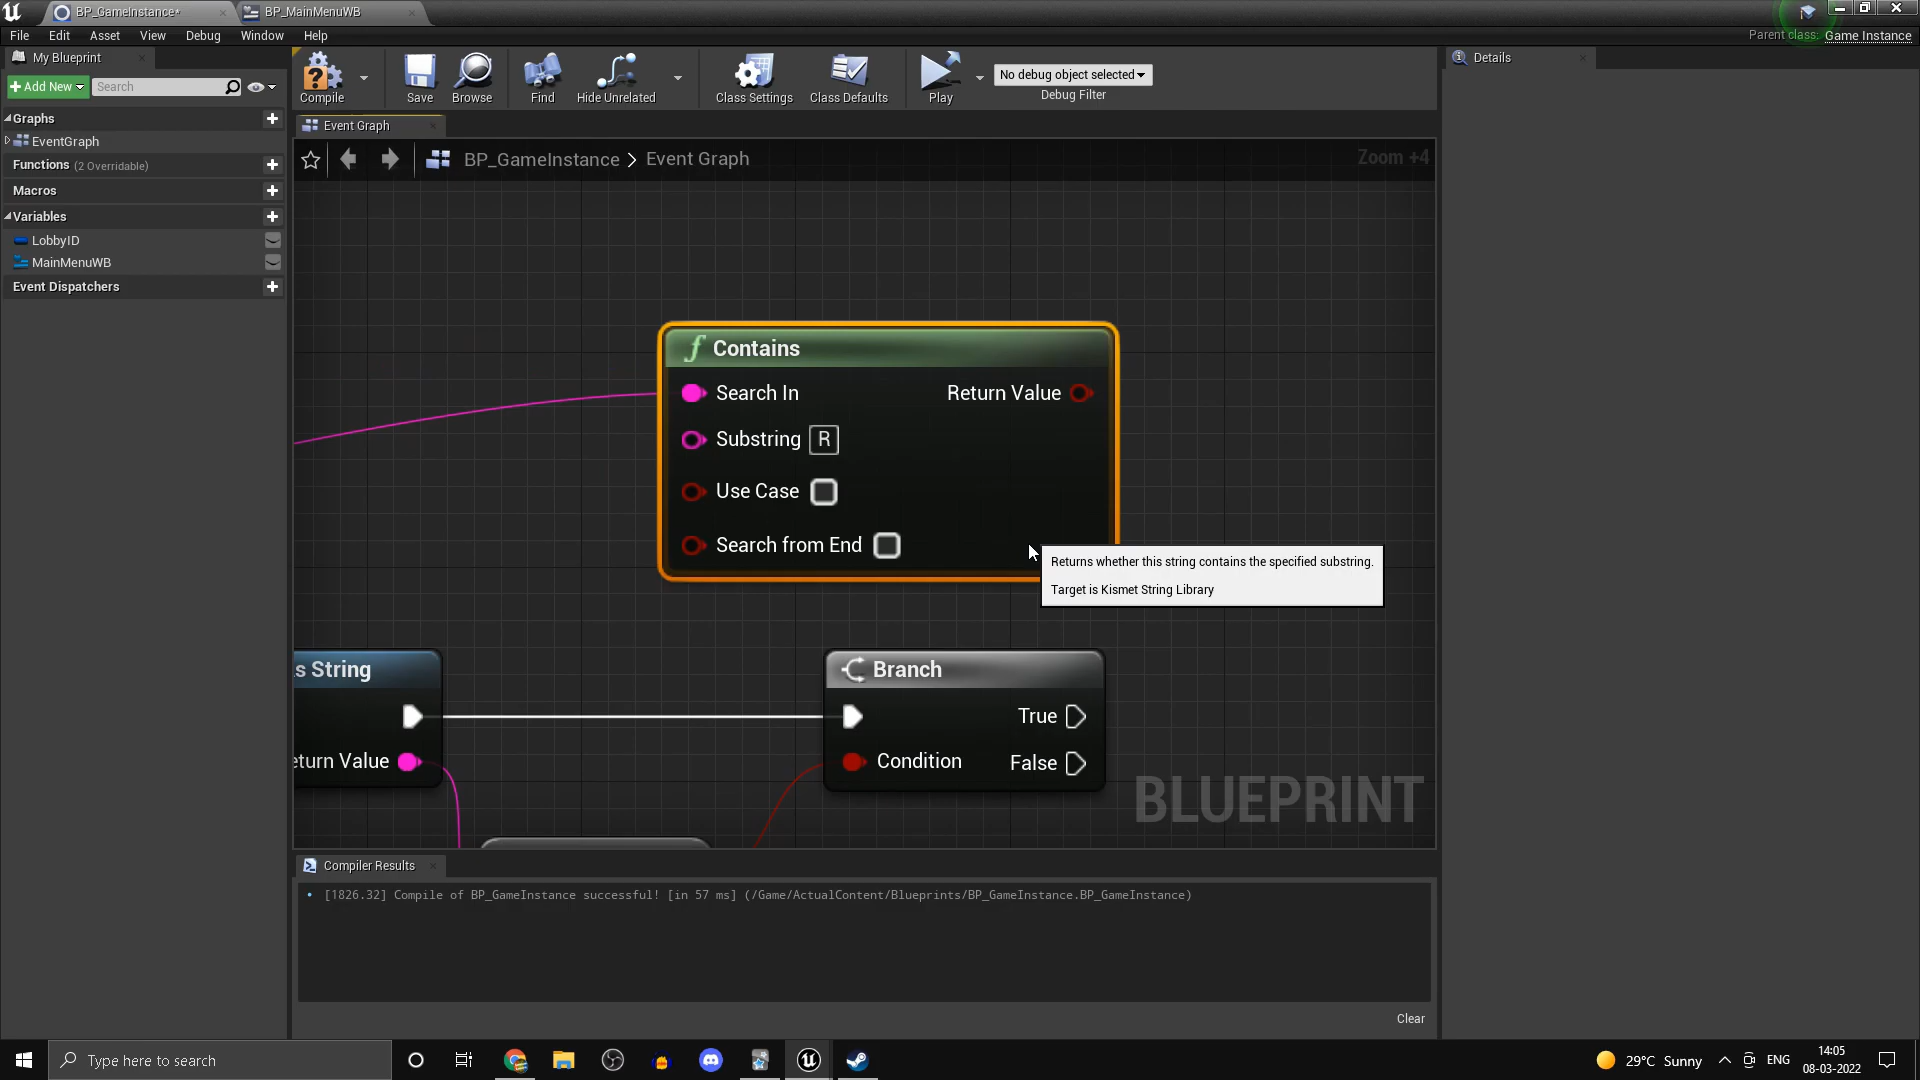 BP_GameInstance*
BP_MainMenuWB
File Edit Asset View Debug Window Help
Parent class: Game Instance
My Blueprint
Add New
Search
Graphs
EventGraph
Functions (2 Overridable)
Macros
Variables
LobbyID
MainMenuWB
Event Dispatchers
Compile
Save
Browse
Find
Hide Unrelated
Class Settings
Class Defaults
Play
No debug object selected
Debug Filter
Event Graph
BP_GameInstance > Event Graph
Zoom +4
Contains
Search In
Return Value
Substring R
Use Case
Search from End
Returns whether this string contains the specified substring.
Target is Kismet String Library
s String
eturn Value
Branch
True
Condition
False
BLUEPRINT
Compiler Results
• [1826.32] Compile of BP_GameInstance successful! [in 57 ms] (/Game/ActualContent/Blueprints/BP_GameInstance.BP_GameInstance)
Clear
Details
Type here to search
29°C Sunny
ENG
14:05
08-03-2022